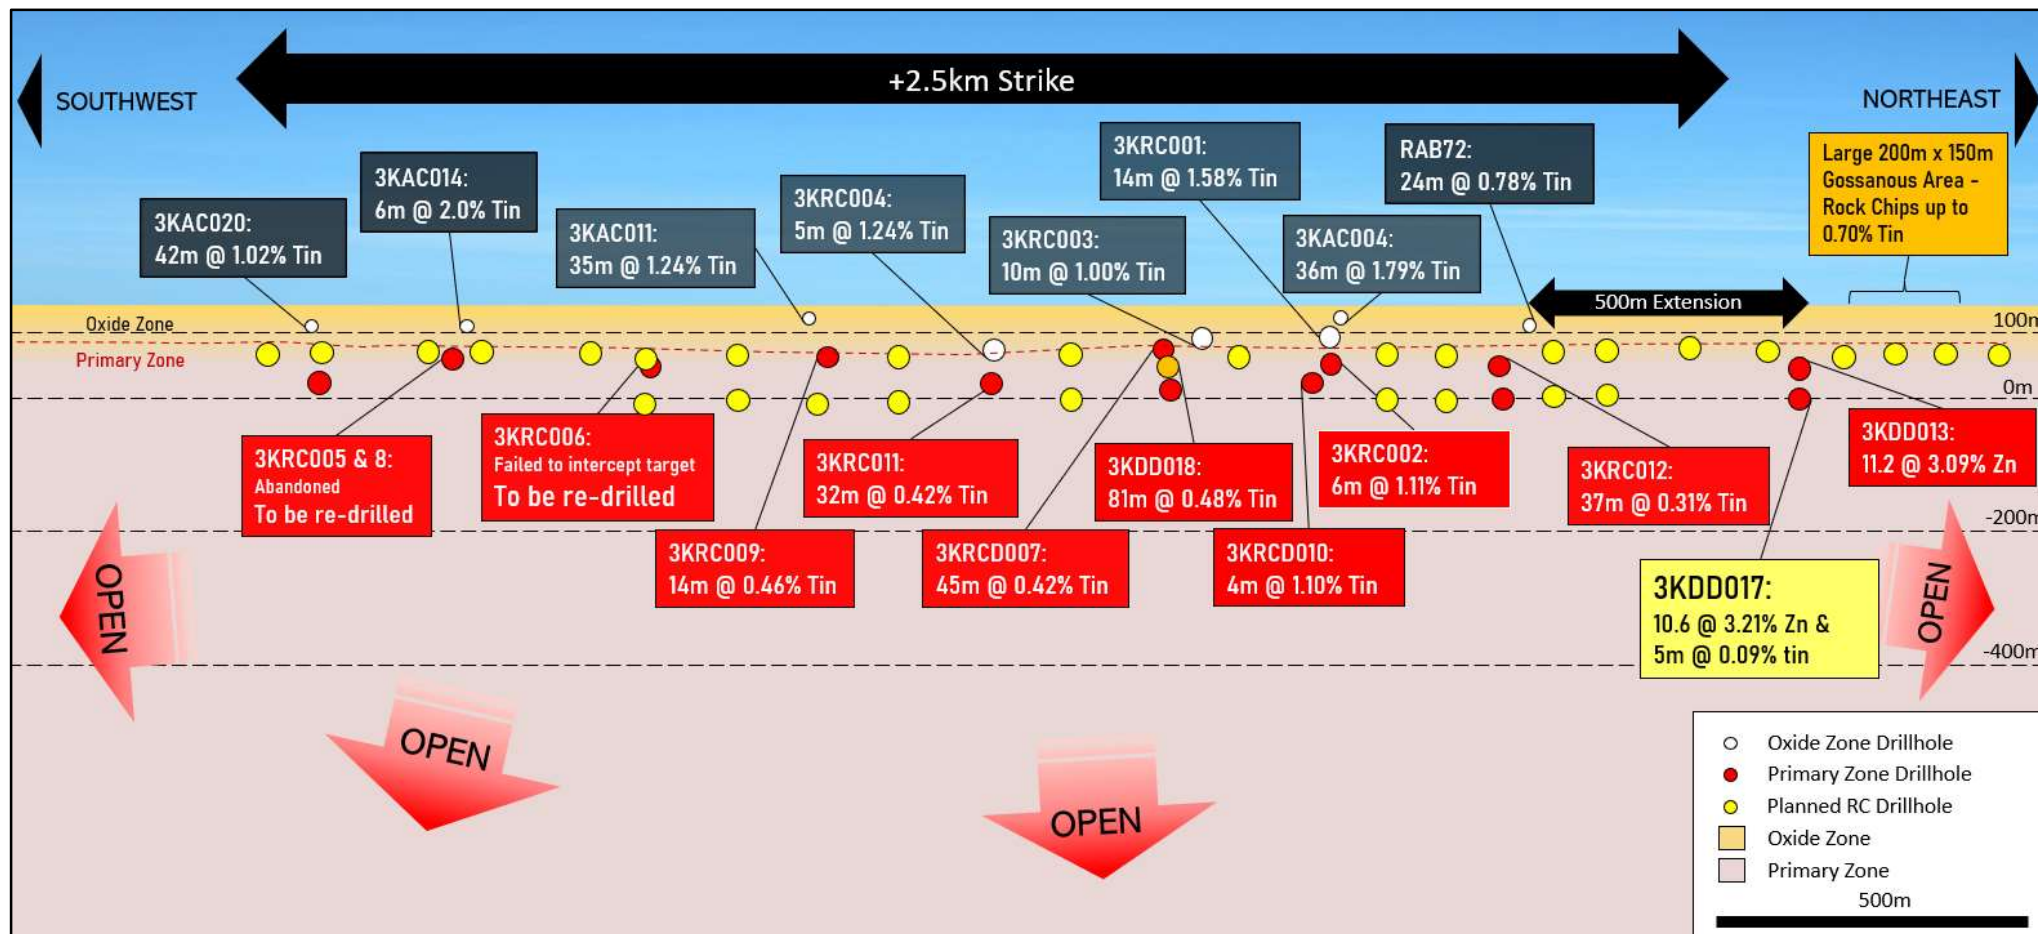 +2.5km Strike
SOUTHWEST
NORTHEAST
3KAC020:
42m @ 1.02% Tin
3KAC014:
6m @ 2.0% Tin
3KAC011:
35m @ 1.24% Tin
3KRC004:
5m @ 1.24% Tin
3KRC003:
10m @ 1.00% Tin
3KRC001:
14m @ 1.58% Tin
3KAC004:
36m @ 1.79% Tin
RAB72:
24m @ 0.78% Tin
Large 200m x 150m
Gossanous Area -
Rock Chips up to
0.70% Tin
500m Extension
Oxide Zone
Primary Zone
100m
0m
-200m
-400m
3KRC005 & 8:
Abandoned
To be re-drilled
3KRC006:
Failed to intercept target
To be re-drilled
3KRC009:
14m @ 0.46% Tin
3KRC011:
32m @ 0.42% Tin
3KRCD007:
45m @ 0.42% Tin
3KDD018:
81m @ 0.48% Tin
3KRCD010:
4m @ 1.10% Tin
3KRC002:
6m @ 1.11% Tin
3KRC012:
37m @ 0.31% Tin
3KDD013:
11.2 @ 3.09% Zn
3KDD017:
10.6 @ 3.21% Zn &
5m @ 0.09% tin
OPEN
OPEN
OPEN
OPEN
Oxide Zone Drillhole
Primary Zone Drillhole
Planned RC Drillhole
Oxide Zone
Primary Zone
500m